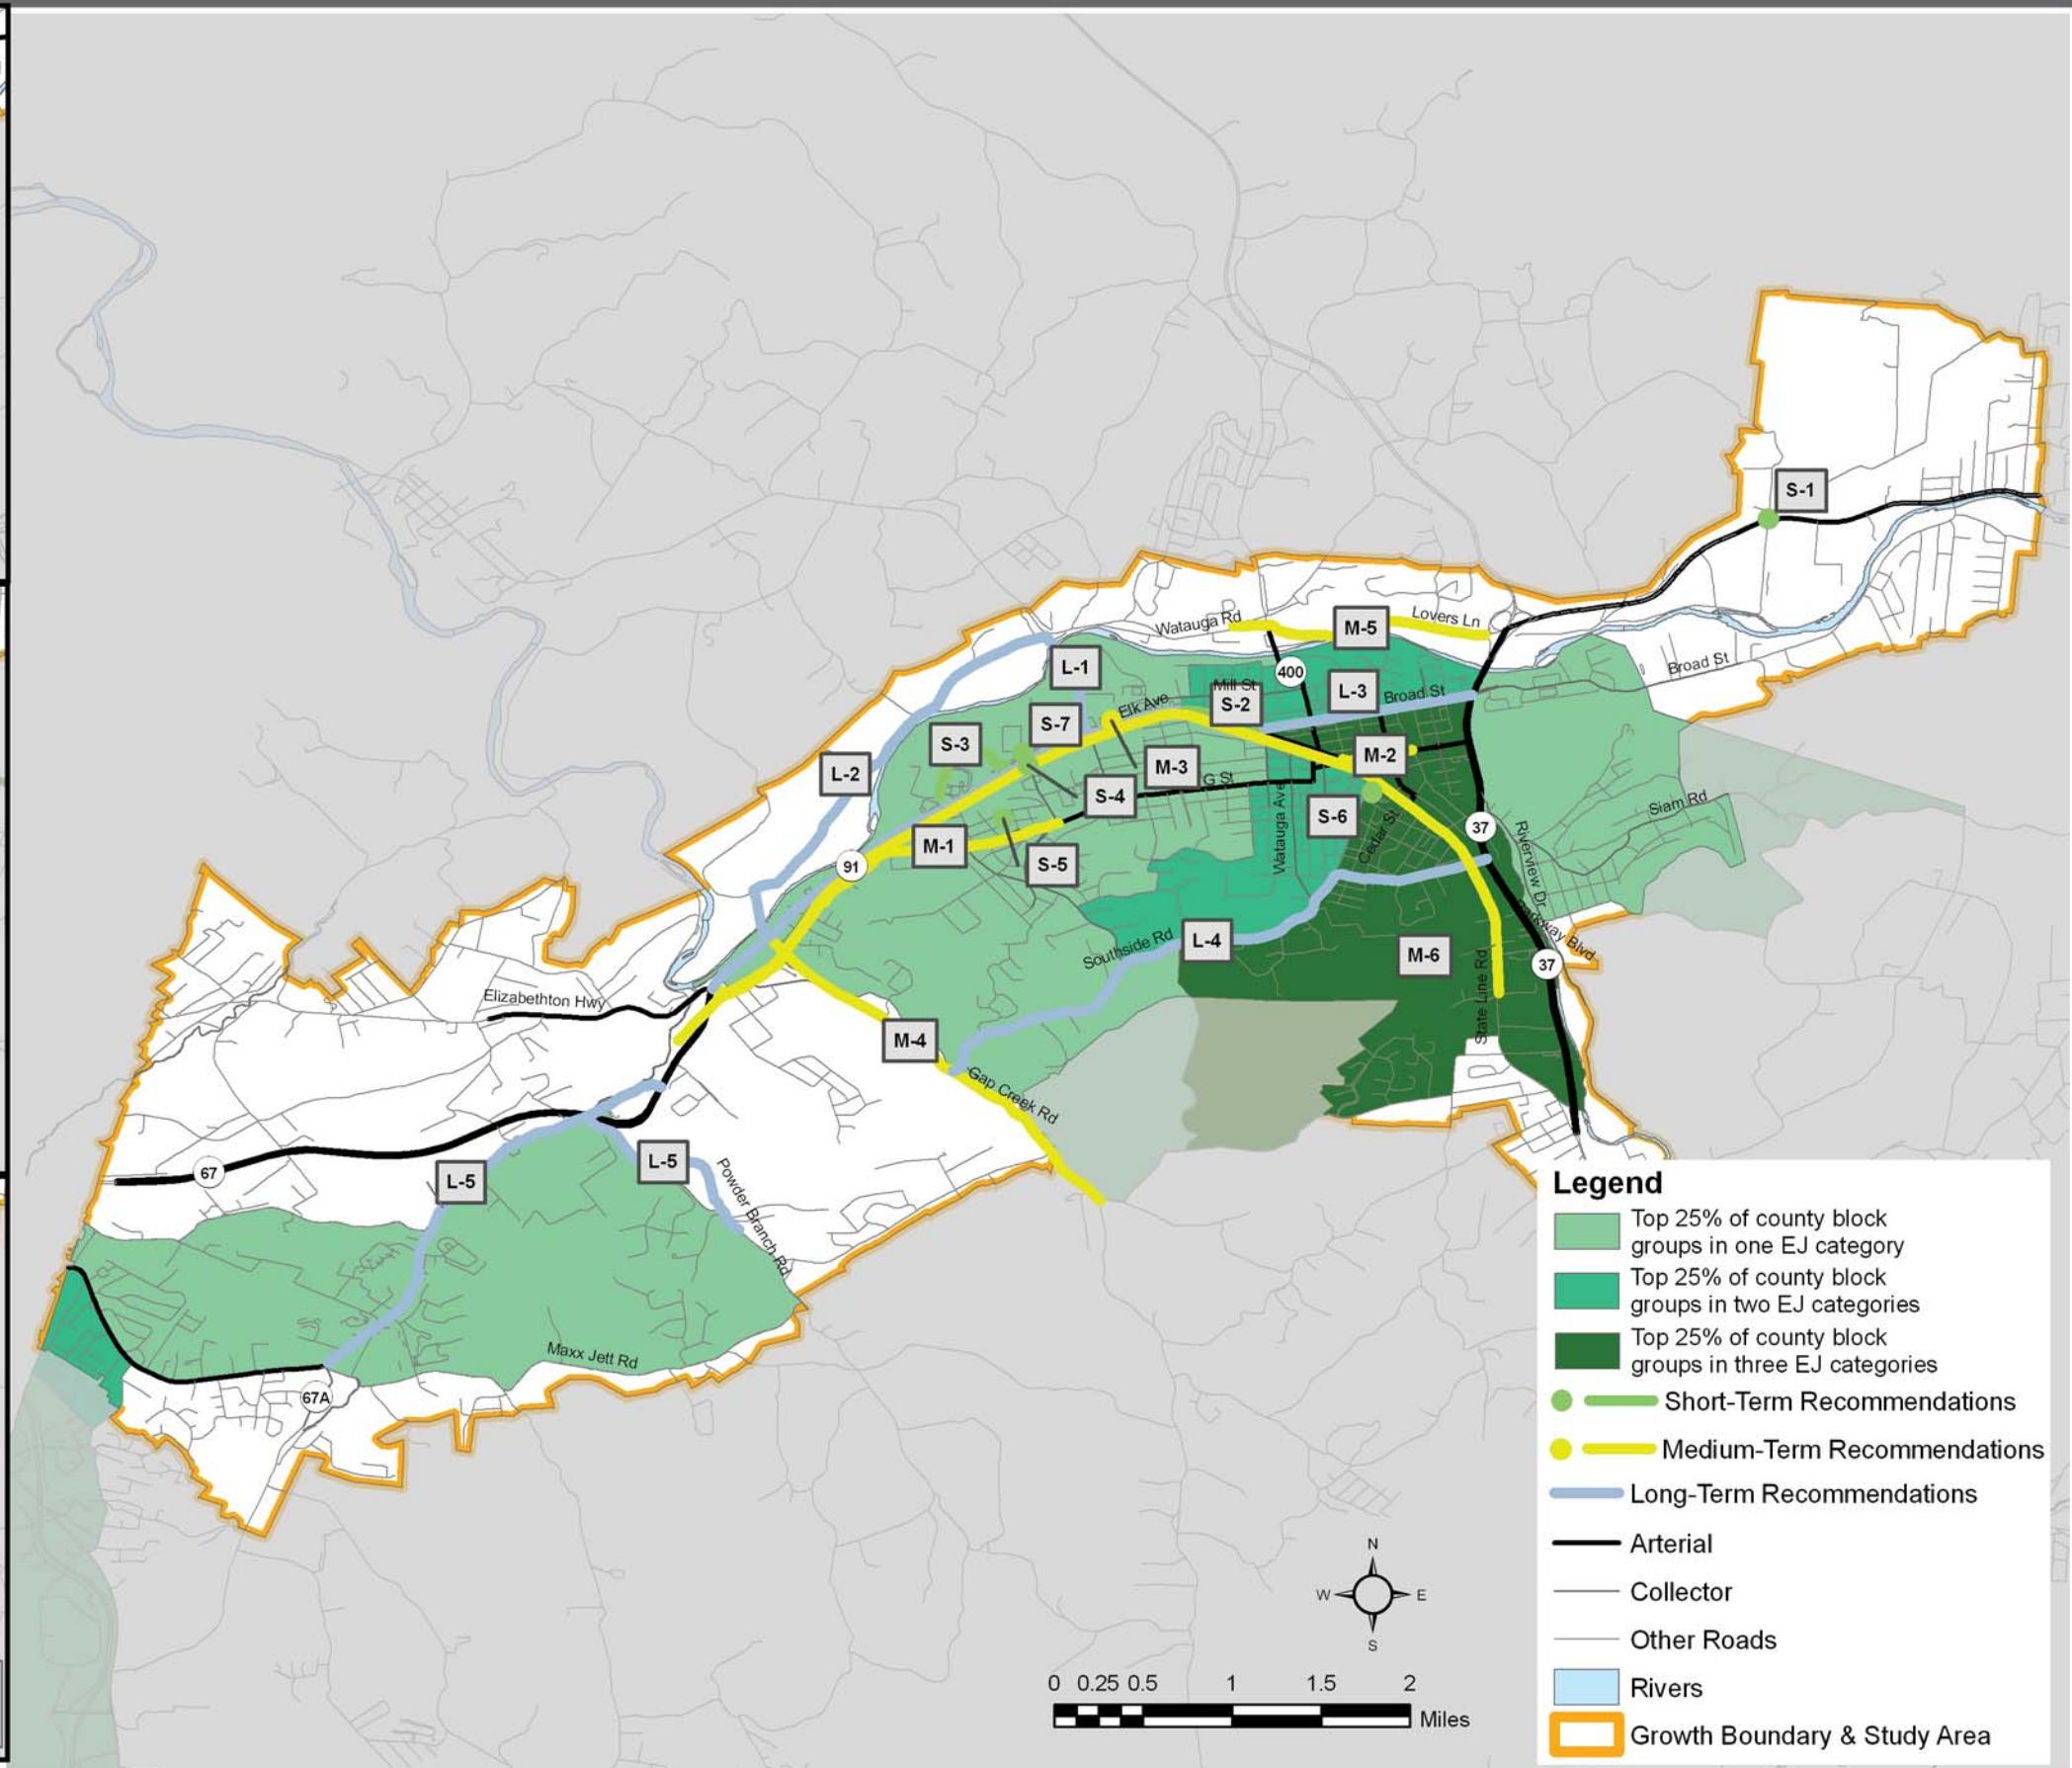 S-1
Watauga Rd
M-5
Lovers Ln
L-1
400
Mill St
L-3
Broad St
Broad St
S-2
Elk Ave
S-7
S-3
L-2
M-3
M-2
S-4
G St
Siam Rd
Watauga Ave
S-6
37
Cedar St
M-1
S-5
91
Riverview Dr
Southside Rd
L-4
M-6
Parkway Blvd
37
State Line Rd
Elizabethton Hwy
M-4
Gap Creek Rd
67
L-5
L-5
Powder Branch Rd
Maxx Jett Rd
67A
Legend
Top 25% of county block
groups in one EJ category
Top 25% of county block
groups in two EJ categories
Top 25% of county block
groups in three EJ categories
Short-Term Recommendations
Medium-Term Recommendations
Long-Term Recommendations
Arterial
Collector
Other Roads
Rivers
Growth Boundary & Study Area
N
W E
S
0 0.25 0.5 1 1.5 2
Miles